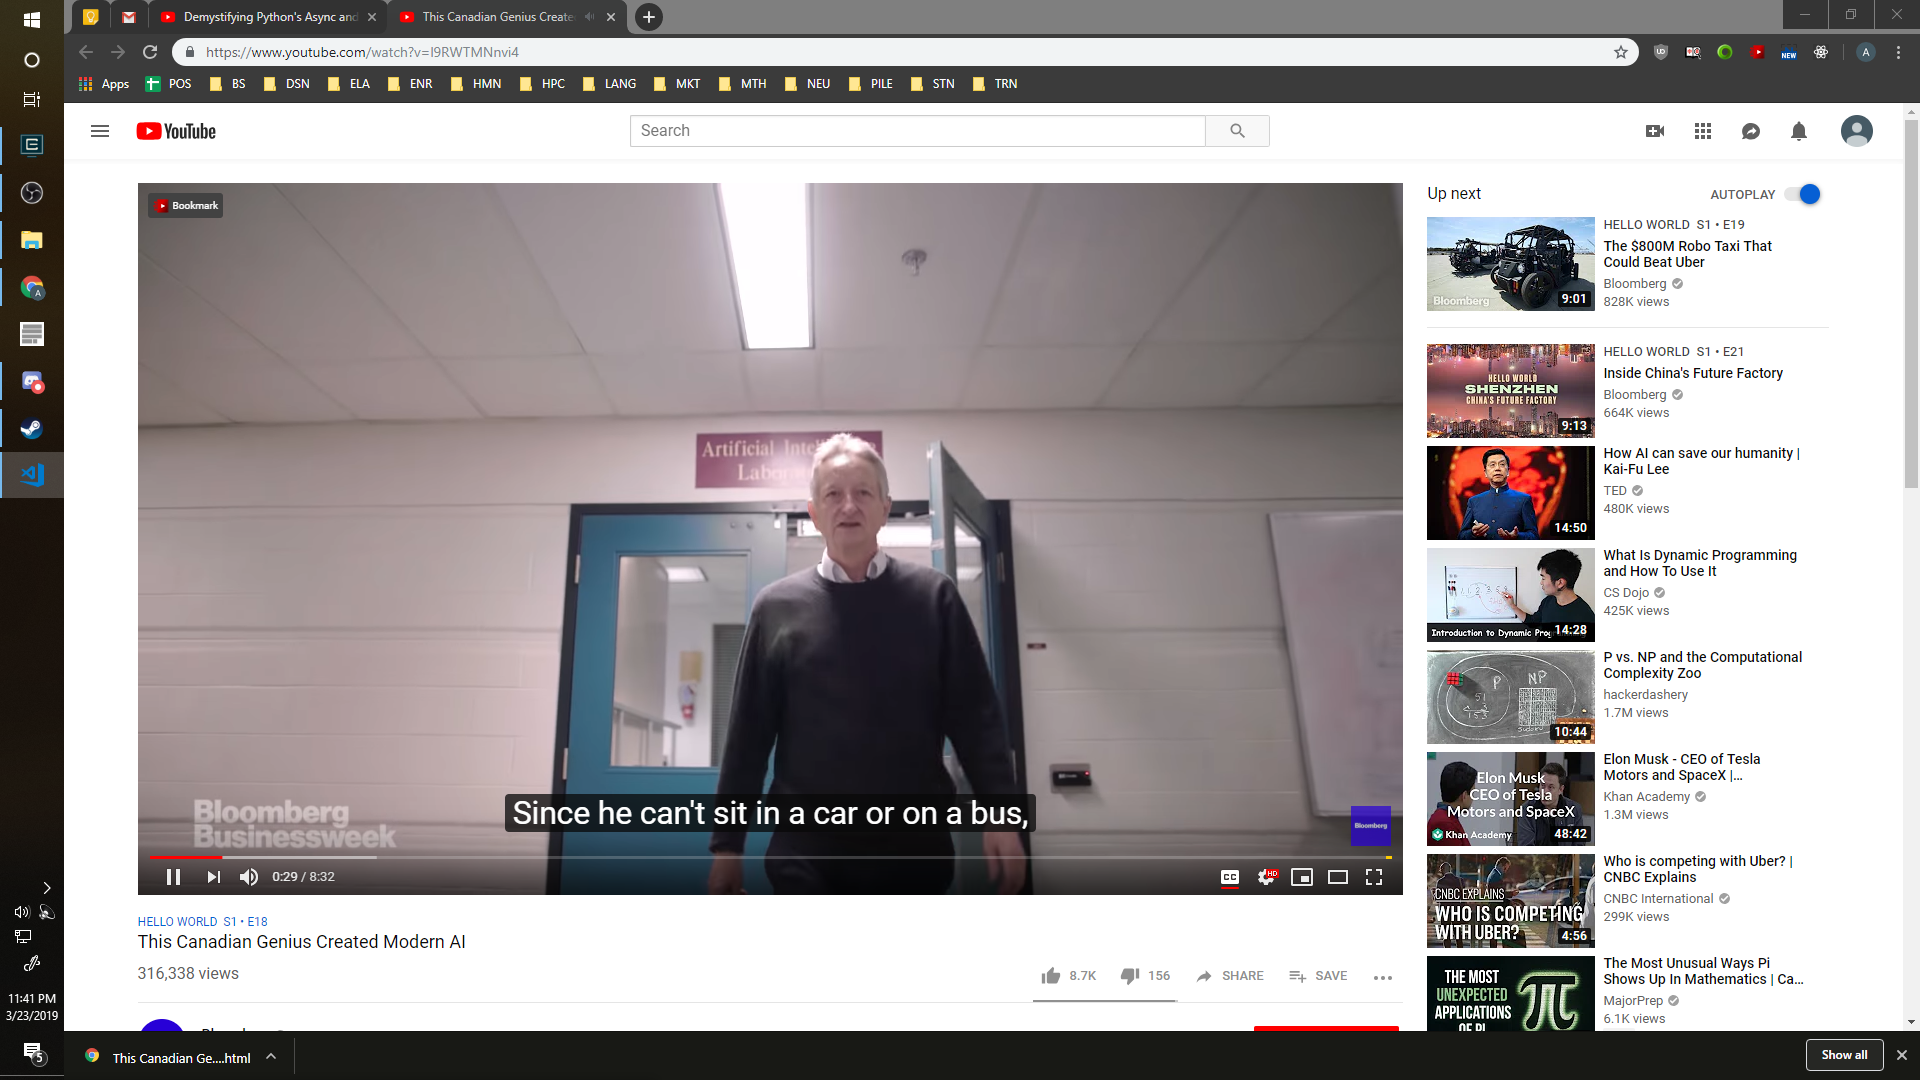 Demystifying Python's Async and
This Canadian Genius Create
https://www.youtube.com/watch?v=I9RWTMNnvi4
A
Apps
POS
BS
DSN
ELA
ENR
HMN
HPC
LANG
MKT
MTH
NEU
PILE
STN
TRN
NEW
YouTube
Search
Bookmark
Artificial Inte
Labora
Since he can't sit in a car or on a bus,
Bloomberg
Businessweek
Bloomberg
0:29 / 8:32
CC
HD
HELLO WORLD S1 • E18
This Canadian Genius Created Modern AI
316,338 views
8.7K
156
SHARE
SAVE
Up next
AUTOPLAY
Bloomberg
9:01
HELLO WORLD S1 • E19
The $800M Robo Taxi That
Could Beat Uber
Bloomberg
828K views
HELLO WORLD
SHENZHEN
CHINA'S FUTURE FACTORY
9:13
HELLO WORLD S1 • E21
Inside China's Future Factory
Bloomberg
664K views
14:50
How AI can save our humanity |
Kai-Fu Lee
TED
480K views
Introduction to Dynamic Prog
14:28
What Is Dynamic Programming
and How To Use It
CS Dojo
425K views
P
NP
10:44
P vs. NP and the Computational
Complexity Zoo
hackerdashery
1.7M views
Elon Musk
CEO of Tesla
Motors and SpaceX
Khan Academy
48:42
Elon Musk - CEO of Tesla
Motors and SpaceX |...
Khan Academy
1.3M views
CNBC EXPLAINS
WHO IS COMPETING
WITH UBER?
4:56
Who is competing with Uber? |
CNBC Explains
CNBC International
299K views
THE MOST
UNEXPECTED
APPLICATIONS
OF PI
π
The Most Unusual Ways Pi
Shows Up In Mathematics | Ca...
MajorPrep
6.1K views
11:41 PM
3/23/2019
5
This Canadian Ge....html
Show all